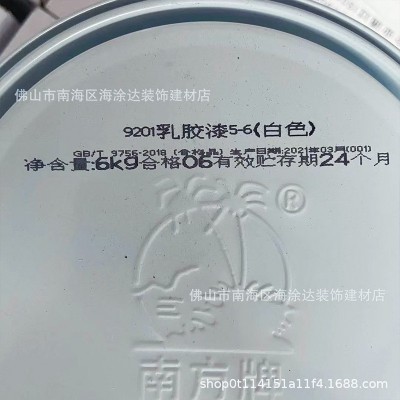 佛山市南海区海涂达装饰建材店
9201乳胶漆5-6(白色)
GB/T 9756-2018 (合格品) 生产日期:2021年03月(001)
净含量:6k9合格06有效贮存期24个月
®
佛山市南海区海涂达装饰建材店
南方牌
shop0t114151a11f4.1688.com